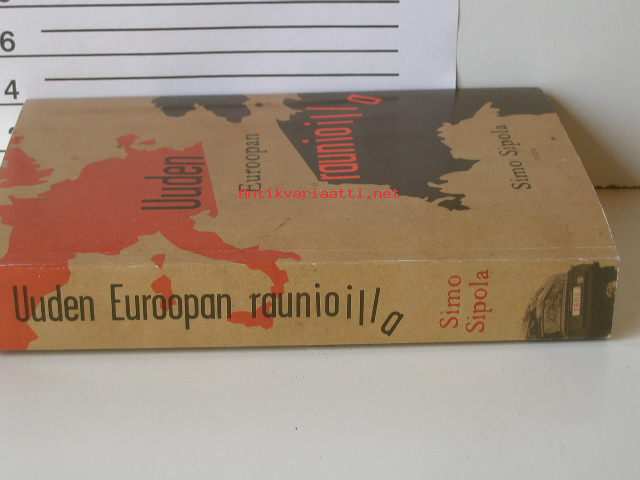 6
4
Uuden
Euroopan
raunioilla
Simo Sipola
antikvariaatti.net
Uuden Euroopan raunioilla
Simo
Sipola